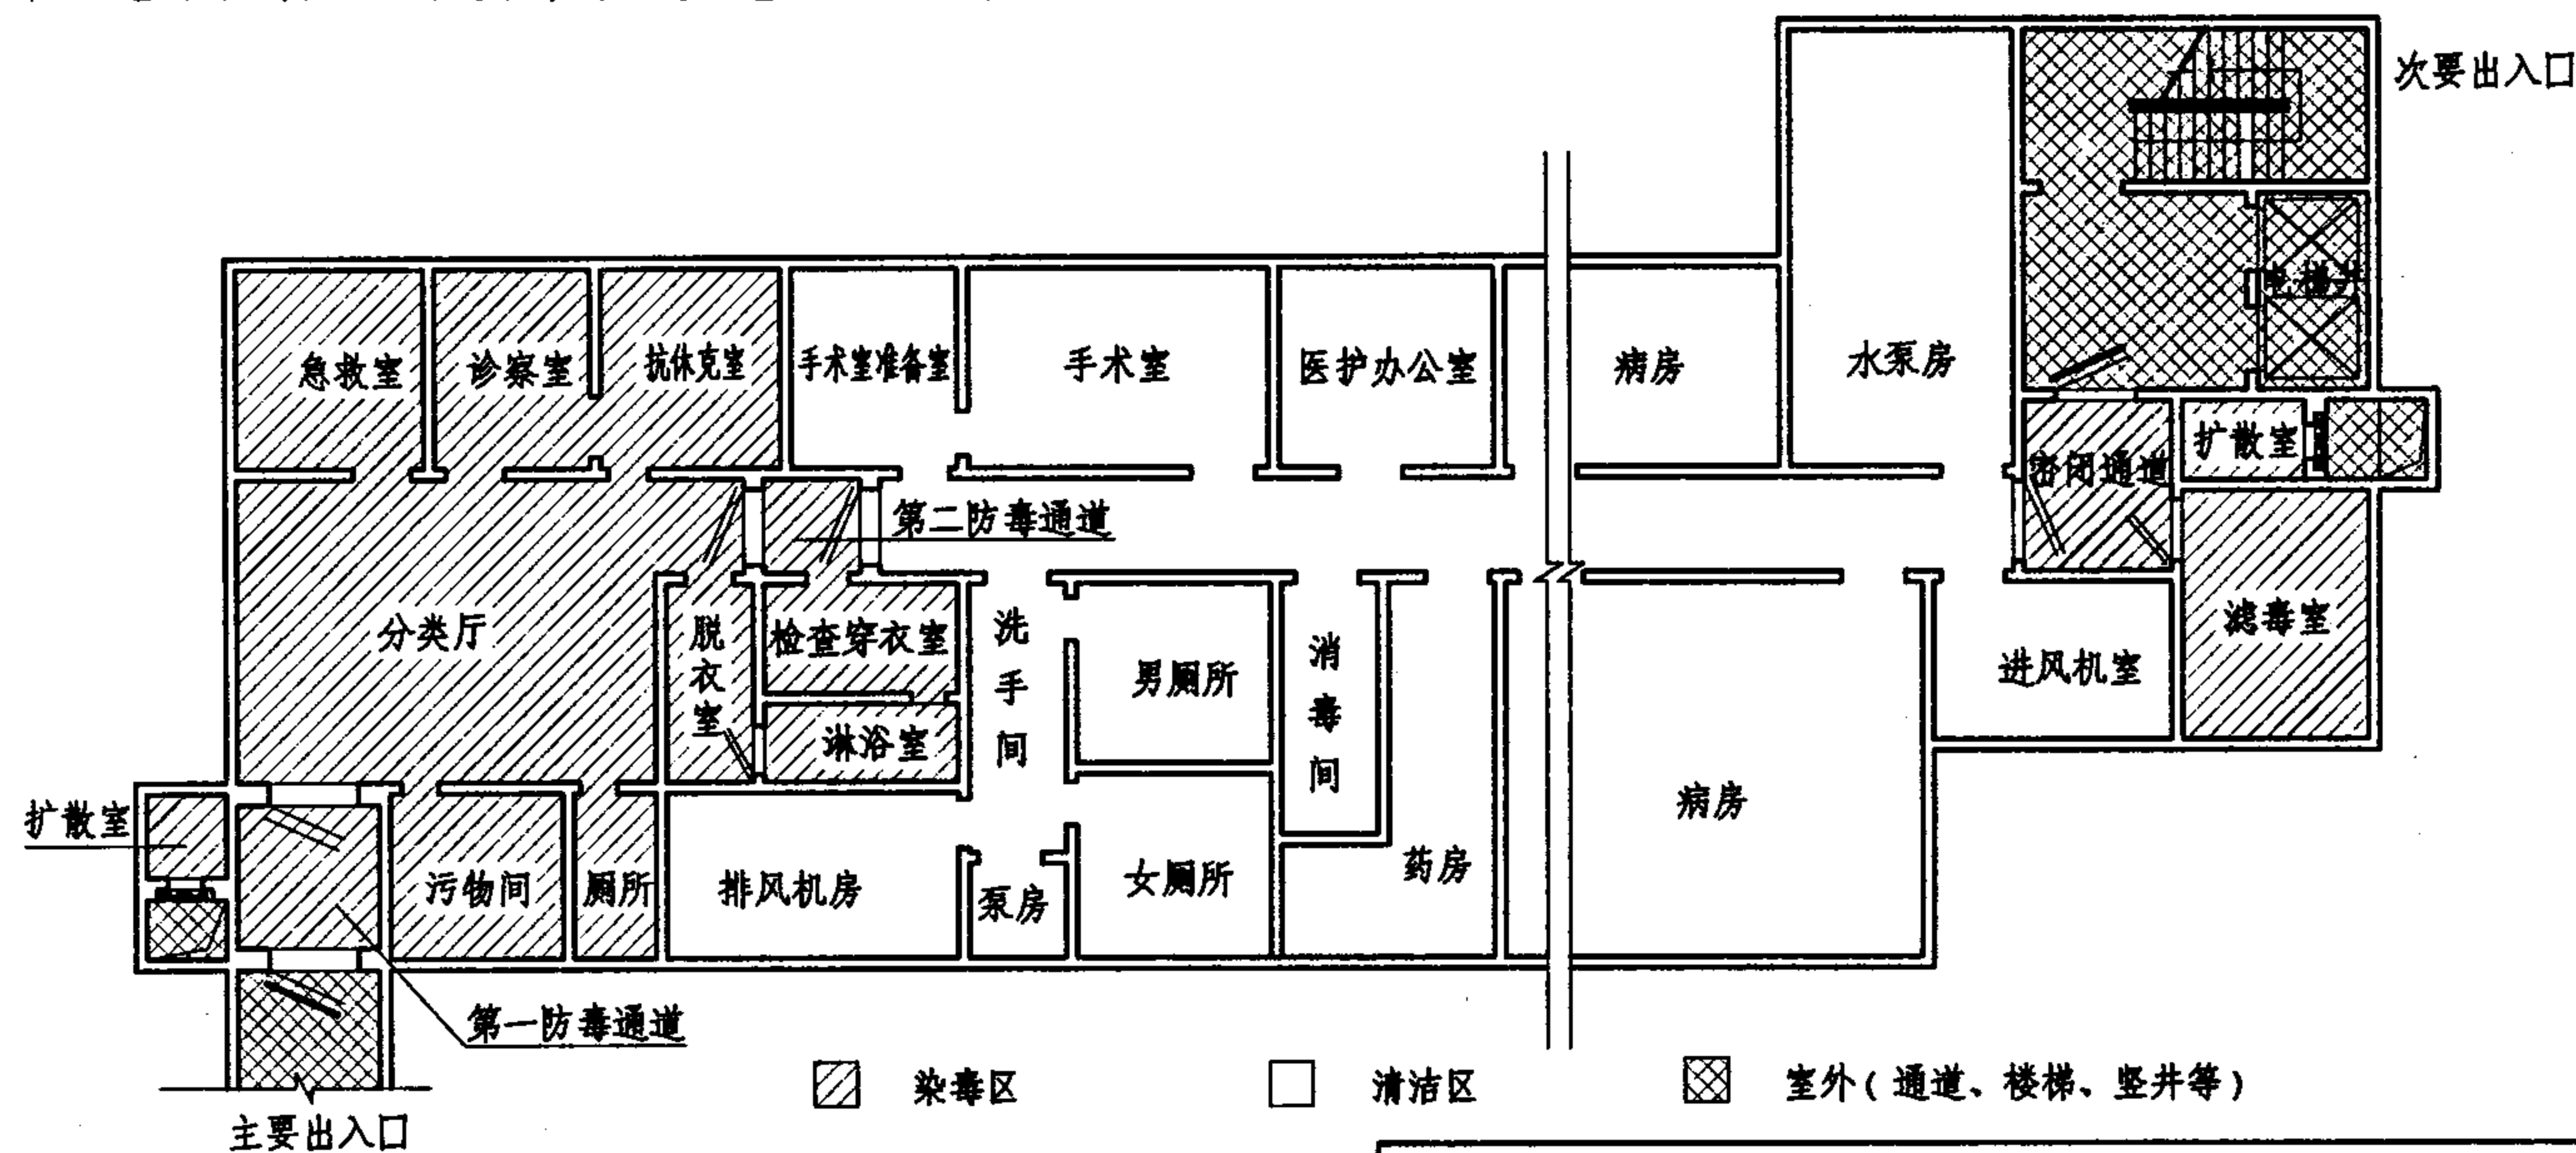 次要出入口
电梯井
急救室
诊察室
抗休克室
手术室准备室
手术室
医护办公室
病房
水泵房
密闭通道
扩散室
第二防毒通道
分类厅
脱衣室
检查穿衣室
淋浴室
洗手间
男厕所
消毒间
进风机室
滤毒室
扩散室
污物间
厕所
排风机房
泵房
女厕所
药房
病房
第一防毒通道
主要出入口
染毒区
清洁区
室外(通道、楼梯、竖井等)